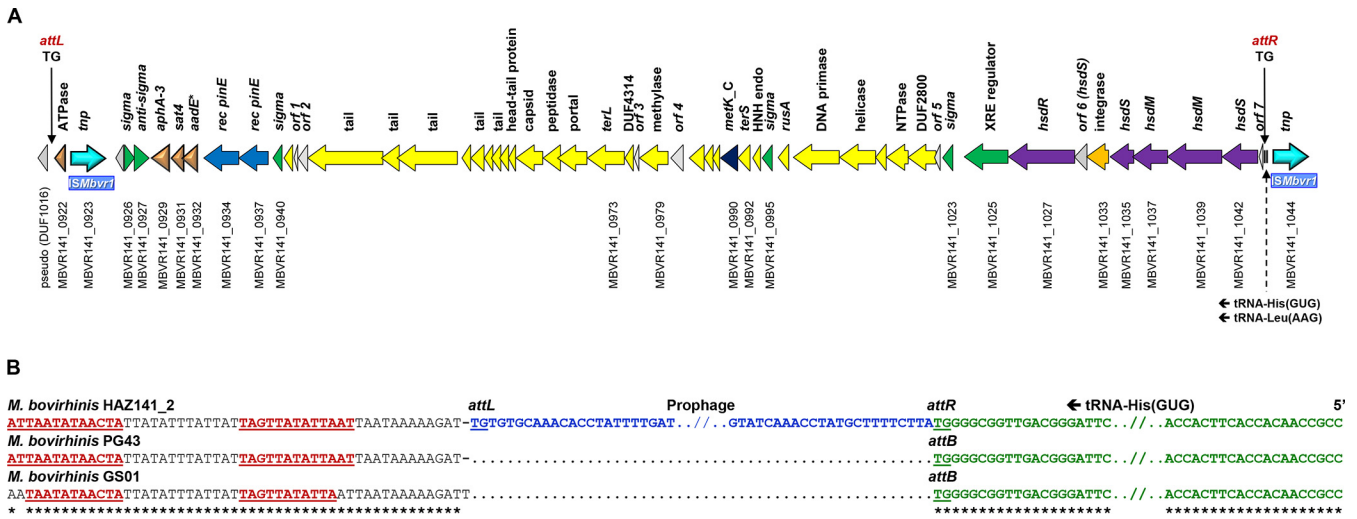 A
attL
TG
attR
TG
ATPase
tnp
sigma
anti-sigma
aphA-3
sat4
aadE*
rec pinE
rec pinE
sigma
orf 1
orf 2
tail
tail
tail
tail
tail
tail
head-tail protein
capsid
peptidase
portal
terL
DUF4314
orf 3
methylase
orf 4
metK_C
terS
HNH endo
sigma
rusA
DNA primase
helicase
NTPase
DUF2800
orf 5
sigma
XRE regulator
hsdR
orf 6 (hsdS)
integrase
hsdS
hsdM
hsdM
hsdS
orf 7
tnp
ISMbvr1
ISMbvr1
pseudo (DUF1016)
MBVR141_0922
MBVR141_0923
MBVR141_0926
MBVR141_0927
MBVR141_0929
MBVR141_0931
MBVR141_0932
MBVR141_0934
MBVR141_0937
MBVR141_0940
MBVR141_0973
MBVR141_0979
MBVR141_0990
MBVR141_0992
MBVR141_0995
MBVR141_1023
MBVR141_1025
MBVR141_1027
MBVR141_1033
MBVR141_1035
MBVR141_1037
MBVR141_1039
MBVR141_1042
MBVR141_1044
← tRNA-His(GUG)
← tRNA-Leu(AAG)
B
M. bovirhinis HAZ141_2 attL Prophage attR ← tRNA-His(GUG) 5'
ATTAATATAACTATTATATTTATTATTAGTTATATTAATTAATAAAAAGAT-TGTGTGCAAACACCTATTTTGAT..//..GTATCAAACCTATGCTTTTCTTATGGGGCGGTTGACGGGATTC..//..ACCACTTCACCACAACCGCC
M. bovirhinis PG43 attB
ATTAATATAACTATTATATTTATTATTAGTTATATTAATTAATAAAAAGAT-...................................................TGGGGCGGTTGACGGGATTC..//..ACCACTTCACCACAACCGCC
M. bovirhinis GS01 attB
AATAATATAACTATTATATTTATTATTAGTTATATTAATTAATAAAAAGATT...................................................TGGGGCGGTTGACGGGATTC..//..ACCACTTCACCACAACCGCC
* ************************************************ ******************** ********************